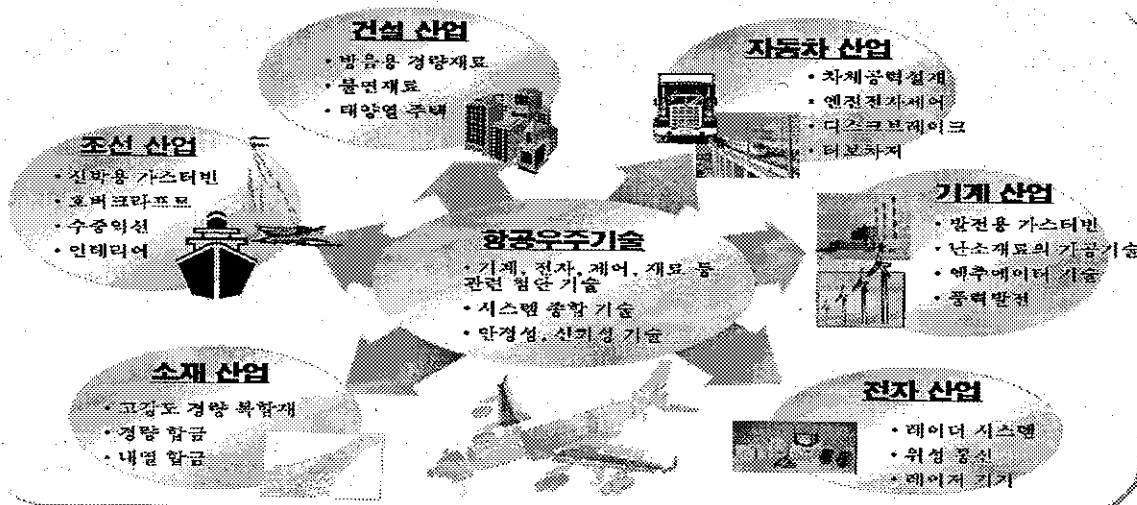 건설 산업
• 방음용 경량재료
• 불연재료
• 태양열 주택
자동차 산업
• 차체공력설계
• 엔진전자제어
• 디스크브레이크
• 터보차저
조선 산업
• 선박용 가스터빈
• 호버크라프트
• 수중익선
• 인테리어
기계 산업
• 발전용 가스터빈
• 난소재료의 가공기술
• 액추에이터 기술
• 풍력발전
항공우주기술
• 기계, 전자, 제어, 재료 등
관련 첨단 기술
• 시스템 종합 기술
• 안정성, 신뢰성 기술
소재 산업
• 고강도 경량 복합재
• 경량 합금
• 내열 합금
전자 산업
• 레이더 시스템
• 위성 통신
• 레이저 기기